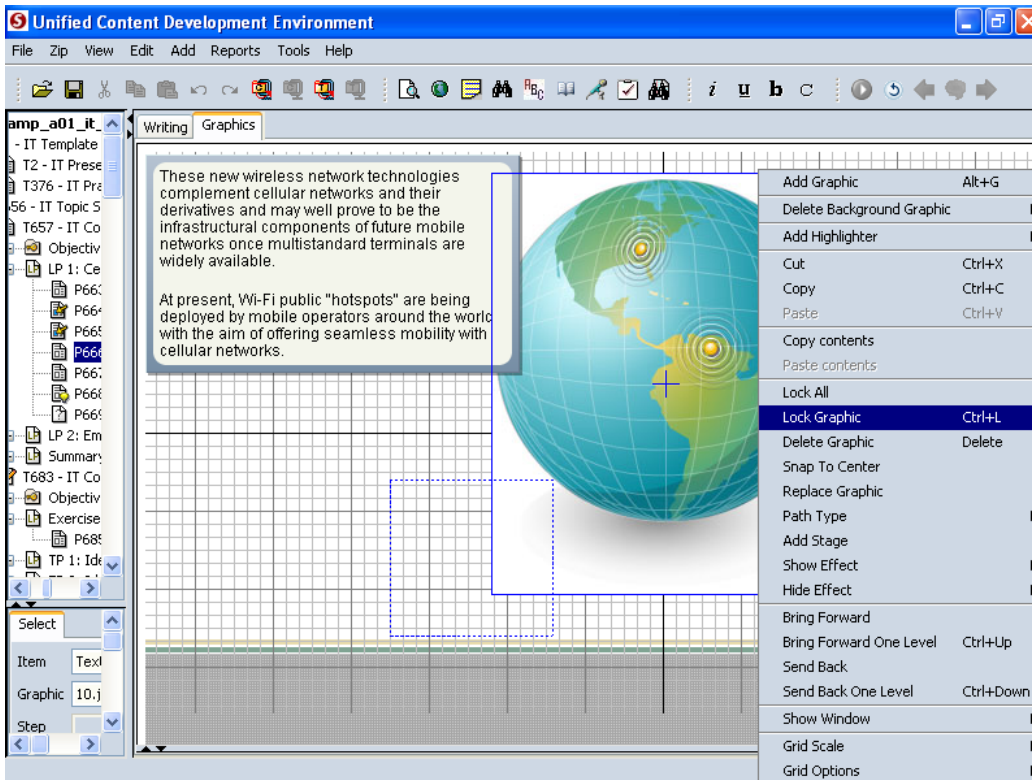 Unified Content Development Environment
File Zip View Edit Add Reports Tools Help
i u b C
amp_a01_it_
- IT Template
T2 - IT Prese
T376 - IT Pra
56 - IT Topic S
T657 - IT Co
Objectiv
LP 1: Ce
P663
P664
P665
P666
P667
P668
P669
LP 2: Em
Summary
T683 - IT Co
Objectiv
Exercise
P685
TP 1: Ide
Select
Item Text
Graphic 10.j
Step
Writing Graphics
These new wireless network technologies
complement cellular networks and their
derivatives and may well prove to be the
infrastructural components of future mobile
networks once multistandard terminals are
widely available.
At present, Wi-Fi public "hotspots" are being
deployed by mobile operators around the world
with the aim of offering seamless mobility with
cellular networks.
Add Graphic Alt+G
Delete Background Graphic
Add Highlighter
Cut Ctrl+X
Copy Ctrl+C
Paste Ctrl+V
Copy contents
Paste contents
Lock All
Lock Graphic Ctrl+L
Delete Graphic Delete
Snap To Center
Replace Graphic
Path Type
Add Stage
Show Effect
Hide Effect
Bring Forward
Bring Forward One Level Ctrl+Up
Send Back
Send Back One Level Ctrl+Down
Show Window
Grid Scale
Grid Options